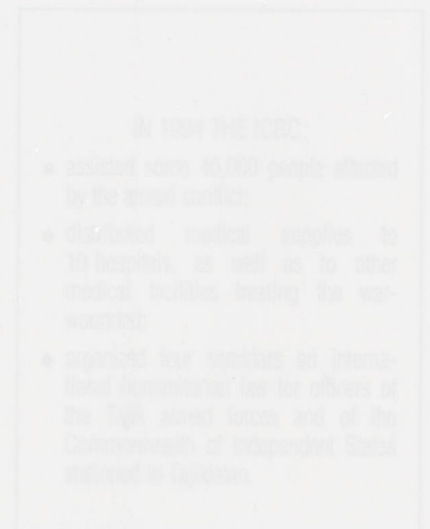 IN 1994 THE ICRC:
assisted some 40,000 people affected
by the armed conflict;
distributed medical supplies to
10 hospitals, as well as to other
medical facilities treating the war-
wounded;
organized four seminars on interna-
tional humanitarian law for officers of
the Tajik armed forces and of the
Commonwealth of Independent States
stationed in Tajikistan.